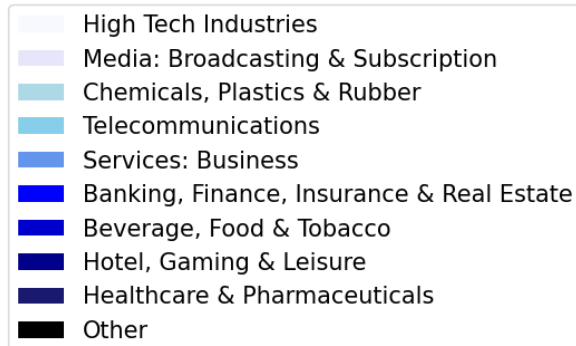 High Tech Industries
Media: Broadcasting & Subscription
Chemicals, Plastics & Rubber
Telecommunications
Services: Business
Banking, Finance, Insurance & Real Estate
Beverage, Food & Tobacco
Hotel, Gaming & Leisure
Healthcare & Pharmaceuticals
Other